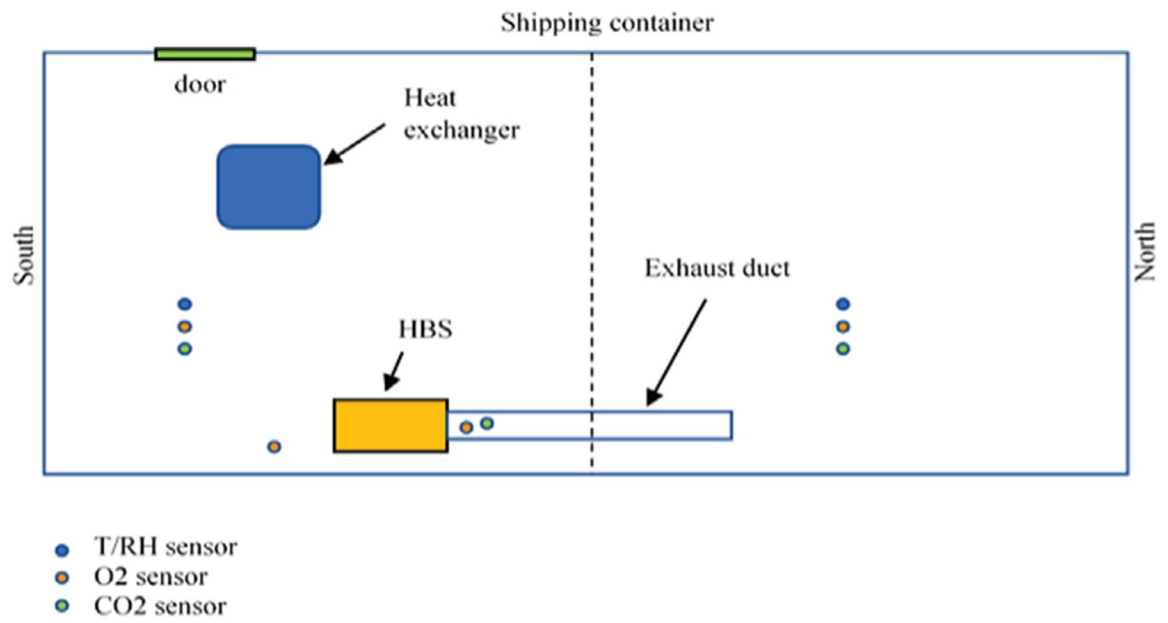 Shipping container
door
Heat
exchanger
South
North
Exhaust duct
HBS
T/RH sensor
O2 sensor
CO2 sensor